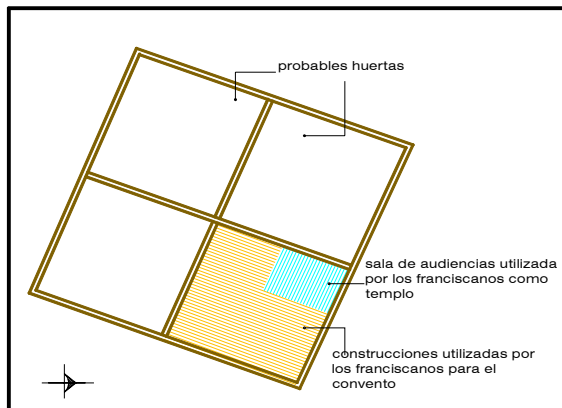 probables huertas
sala de audiencias utilizada
por los franciscanos como
templo
construcciones utilizadas por
los franciscanos para el
convento